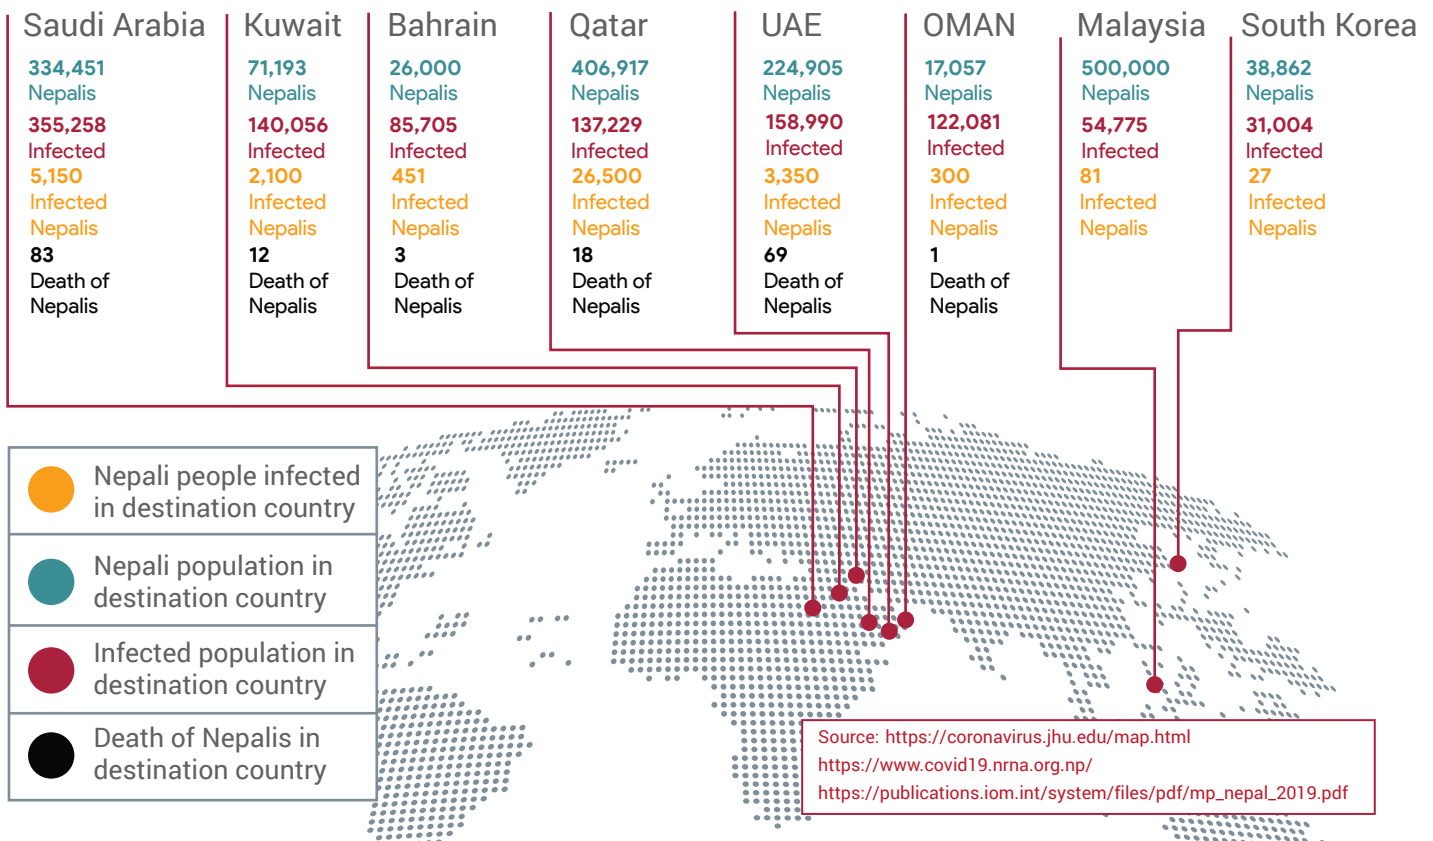 Saudi Arabia
334,451
Nepalis
355,258
Infected
5,150
Infected
Nepalis
83
Death of
Nepalis
Kuwait
71,193
Nepalis
140,056
Infected
2,100
Infected
Nepalis
12
Death of
Nepalis
Bahrain
26,000
Nepalis
85,705
Infected
451
Infected
Nepalis
3
Death of
Nepalis
Qatar
406,917
Nepalis
137,229
Infected
26,500
Infected
Nepalis
18
Death of
Nepalis
UAE
224,905
Nepalis
158,990
Infected
3,350
Infected
Nepalis
69
Death of
Nepalis
OMAN
17,057
Nepalis
122,081
Infected
300
Infected
Nepalis
1
Death of
Nepalis
Malaysia
500,000
Nepalis
54,775
Infected
81
Infected
Nepalis
South Korea
38,862
Nepalis
31,004
Infected
27
Infected
Nepalis
Nepali people infected
in destination country
Nepali population in
destination country
Infected population in
destination country
Death of Nepalis in
destination country
Source: https://coronavirus.jhu.edu/map.html
https://www.covid19.nrna.org.np/
https://publications.iom.int/system/files/pdf/mp_nepal_2019.pdf